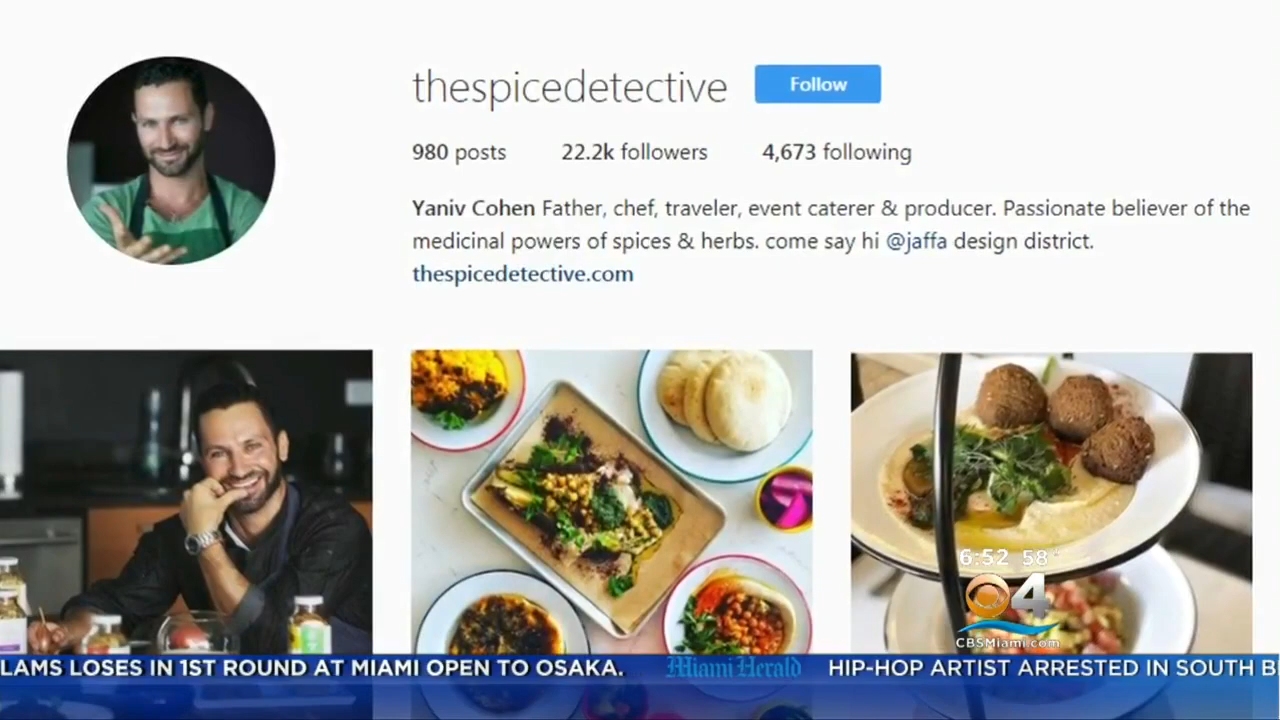 thespicedetective Follow
980 posts 22.2k followers 4,673 following
Yaniv Cohen Father, chef, traveler, event caterer & producer. Passionate believer of the
medicinal powers of spices & herbs. come say hi @jaffa design district.
thespicedetective.com
6:52 58°
4
CBSMiami.com
LAMS LOSES IN 1ST ROUND AT MIAMI OPEN TO OSAKA. Miami Herald HIP-HOP ARTIST ARRESTED IN SOUTH B